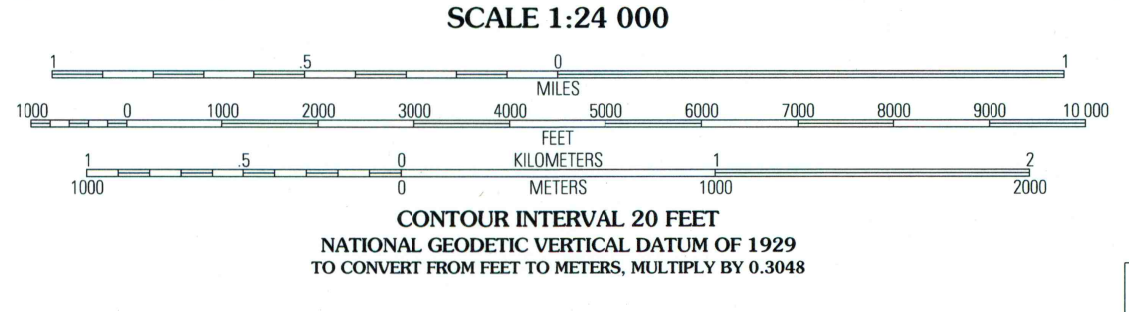 SCALE 1:24 000
1 .5 0 1
MILES
1000 0 1000 2000 3000 4000 5000 6000 7000 8000 9000 10 000
FEET
1 .5 0 KILOMETERS 1 2
1000 0 METERS 1000 2000
CONTOUR INTERVAL 20 FEET
NATIONAL GEODETIC VERTICAL DATUM OF 1929
TO CONVERT FROM FEET TO METERS, MULTIPLY BY 0.3048